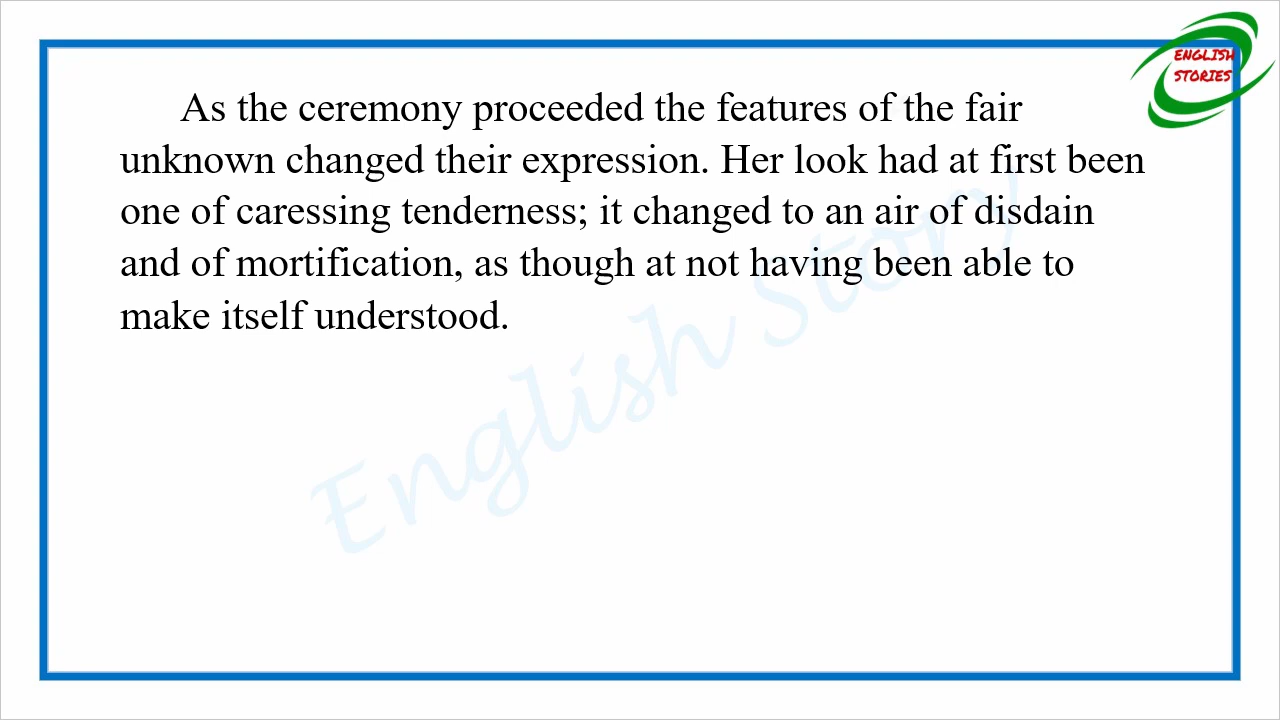 ENGLISH
STORIES
As the ceremony proceeded the features of the fair
unknown changed their expression. Her look had at first been
one of caressing tenderness; it changed to an air of disdain
and of mortification, as though at not having been able to
make itself understood.
English Story